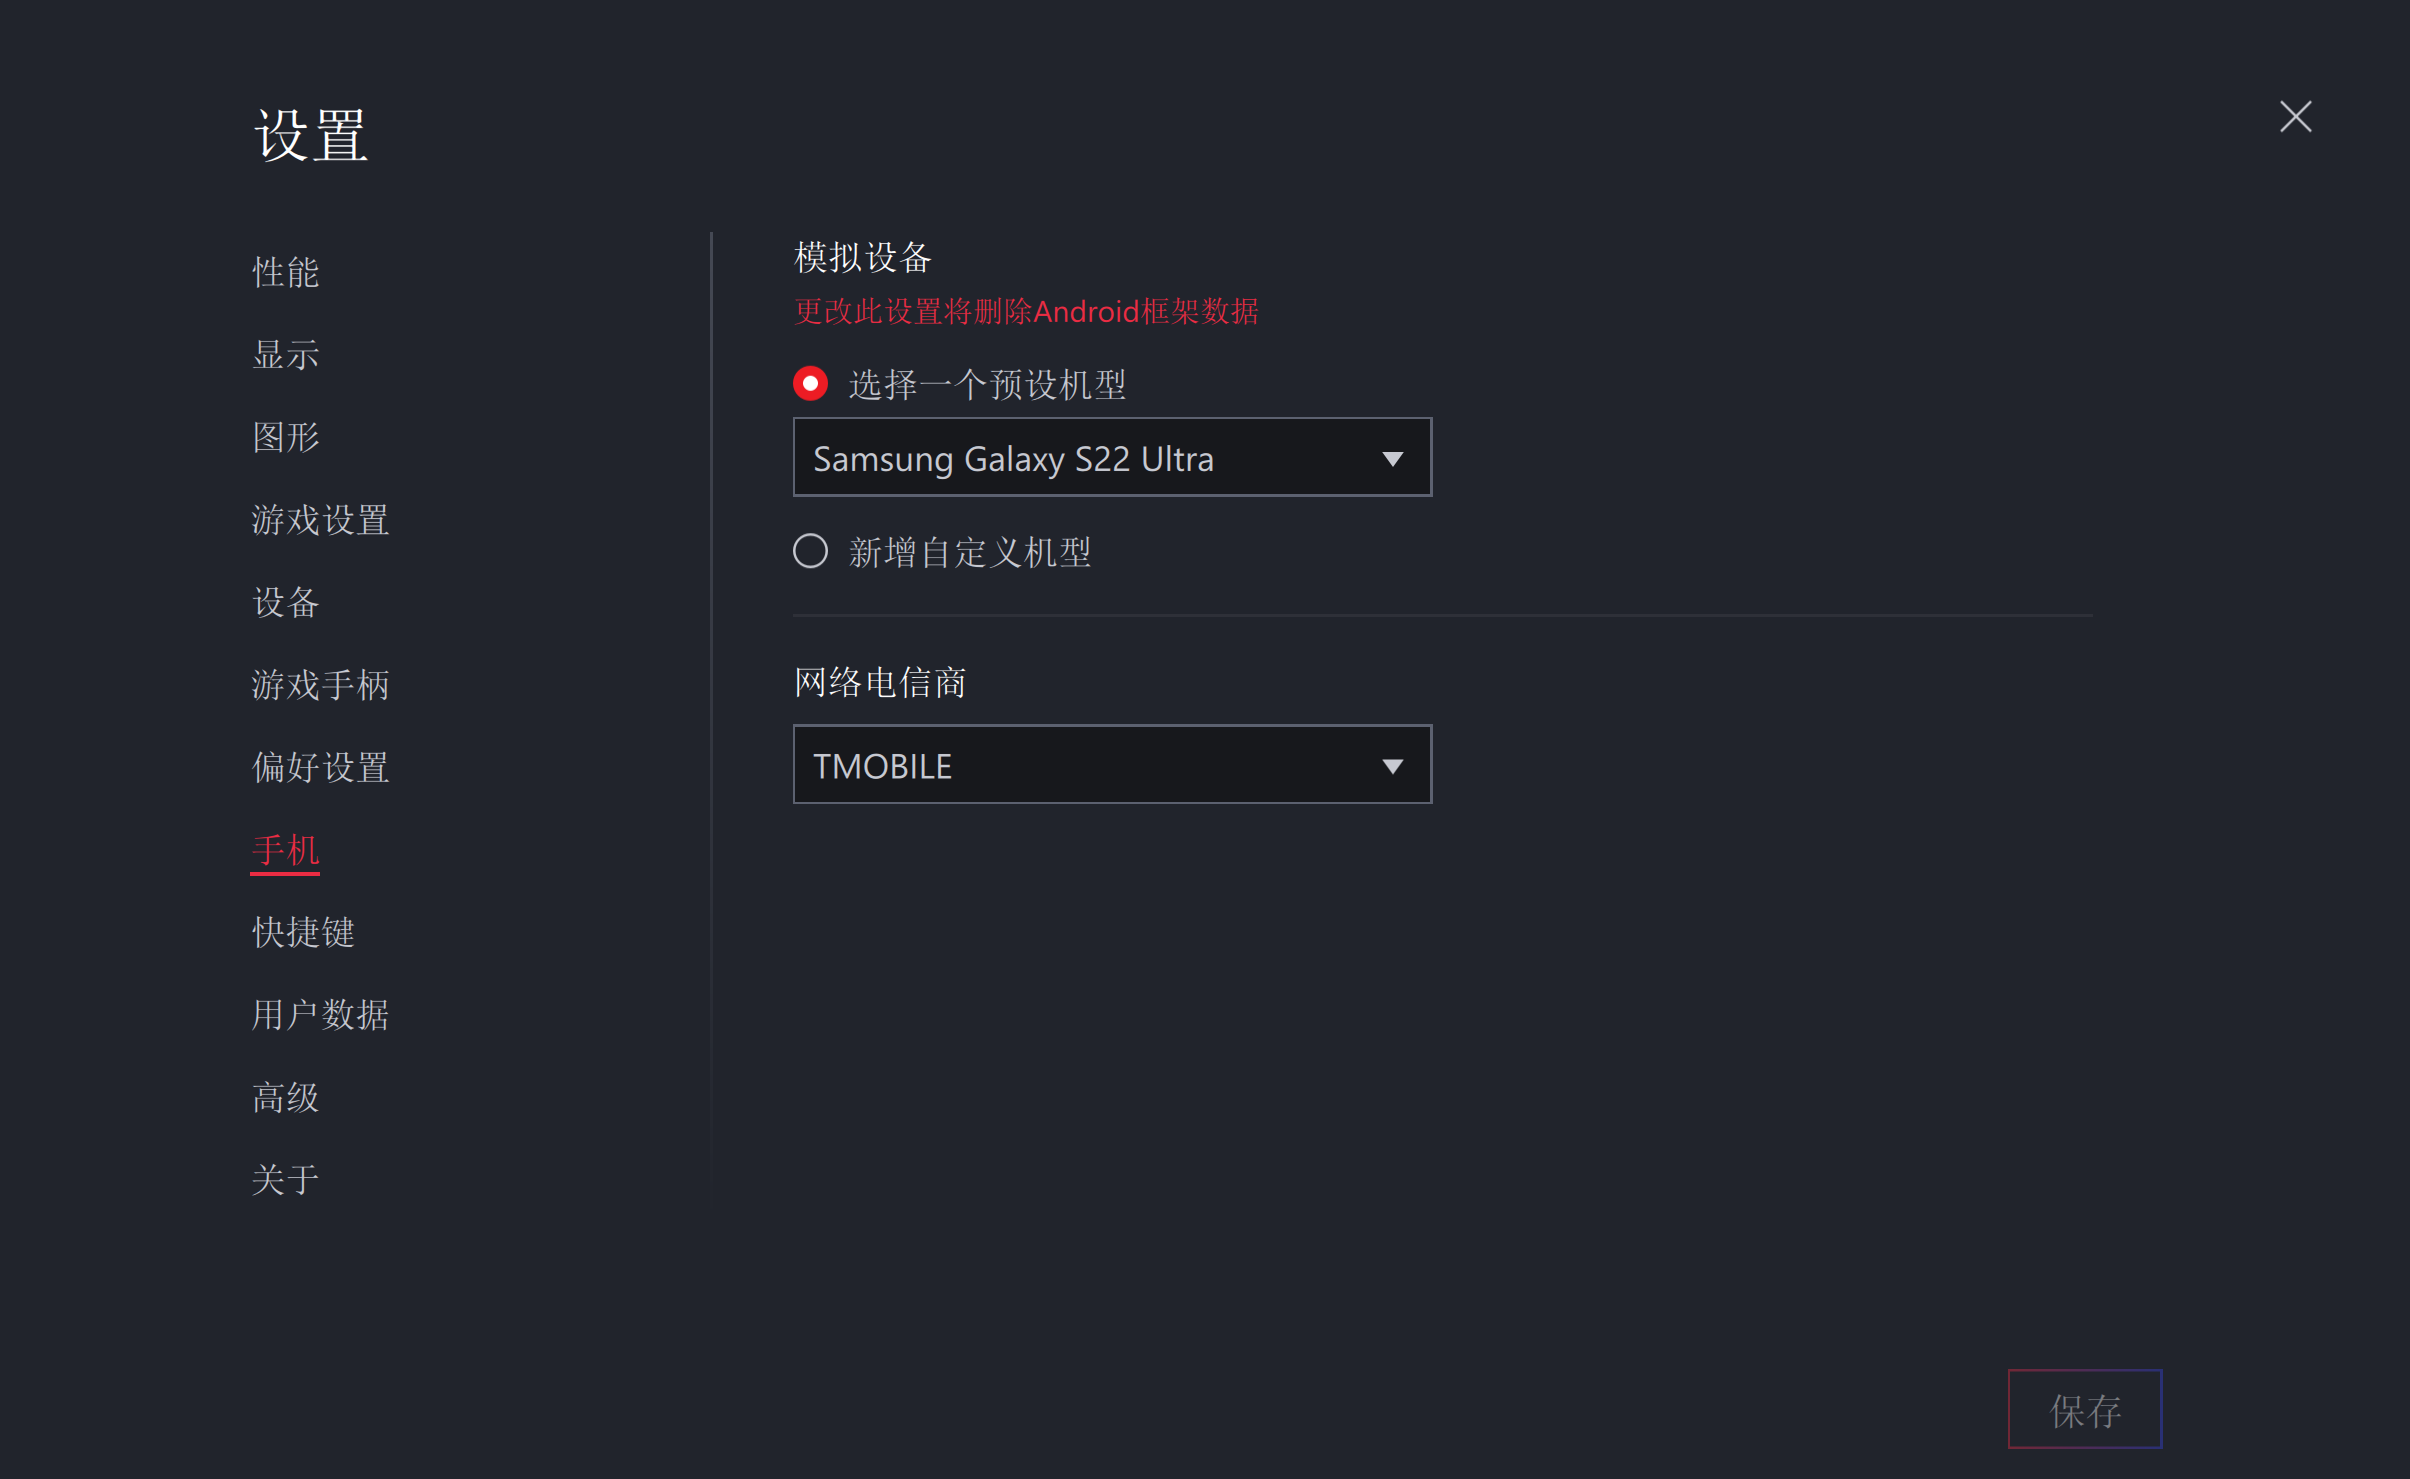 设置
性能
显示
图形
游戏设置
设备
游戏手柄
偏好设置
手机
快捷键
用户数据
高级
关于
模拟设备
更改此设置将删除Android框架数据
选择一个预设机型
Samsung Galaxy S22 Ultra
新增自定义机型
网络电信商
TMOBILE
保存